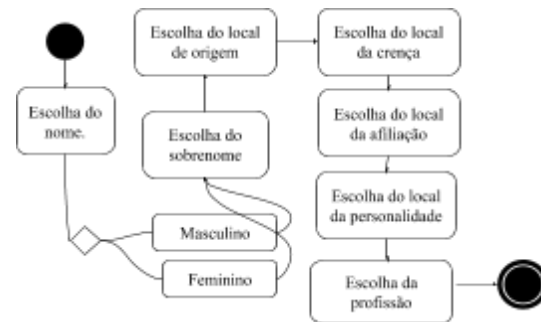 Escolha do
nome.
Masculino
Feminino
Escolha do
sobrenome
Escolha do local
de origem
Escolha do local
da crença
Escolha do local
da afiliação
Escolha do local
da personalidade
Escolha da
profissão